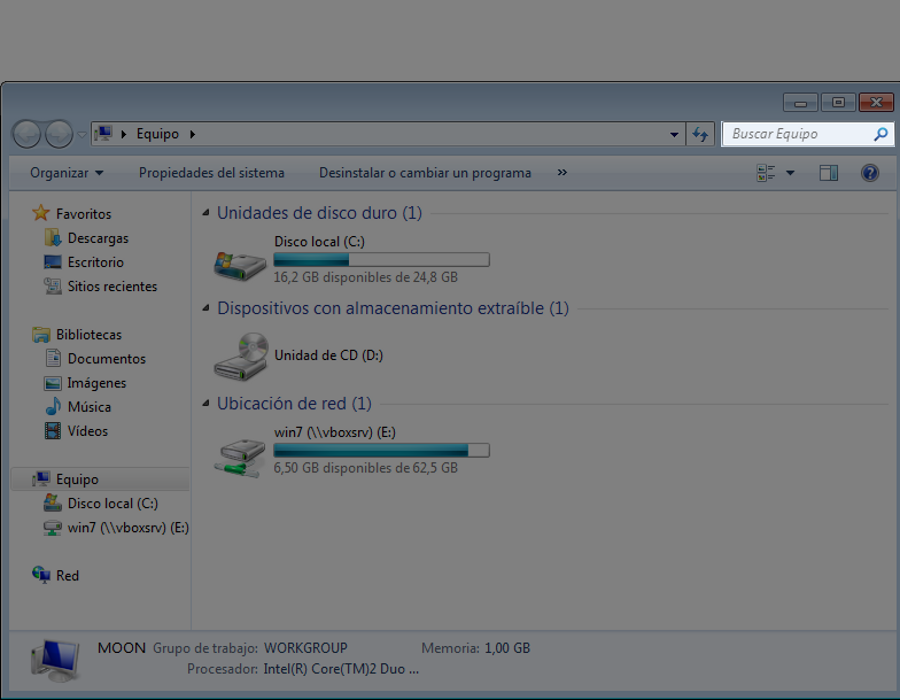 Equipo
Buscar Equipo
Organizar
Propiedades del sistema
Desinstalar o cambiar un programa
»
Favoritos
Descargas
Escritorio
Sitios recientes
Bibliotecas
Documentos
Imágenes
Música
Vídeos
Equipo
Disco local (C:)
win7 (\\vboxsrv) (E:)
Red
Unidades de disco duro (1)
Disco local (C:)
16,2 GB disponibles de 24,8 GB
Dispositivos con almacenamiento extraíble (1)
Unidad de CD (D:)
Ubicación de red (1)
win7 (\\vboxsrv) (E:)
6,50 GB disponibles de 62,5 GB
MOON Grupo de trabajo: WORKGROUP Memoria: 1,00 GB
Procesador: Intel(R) Core(TM)2 Duo ...